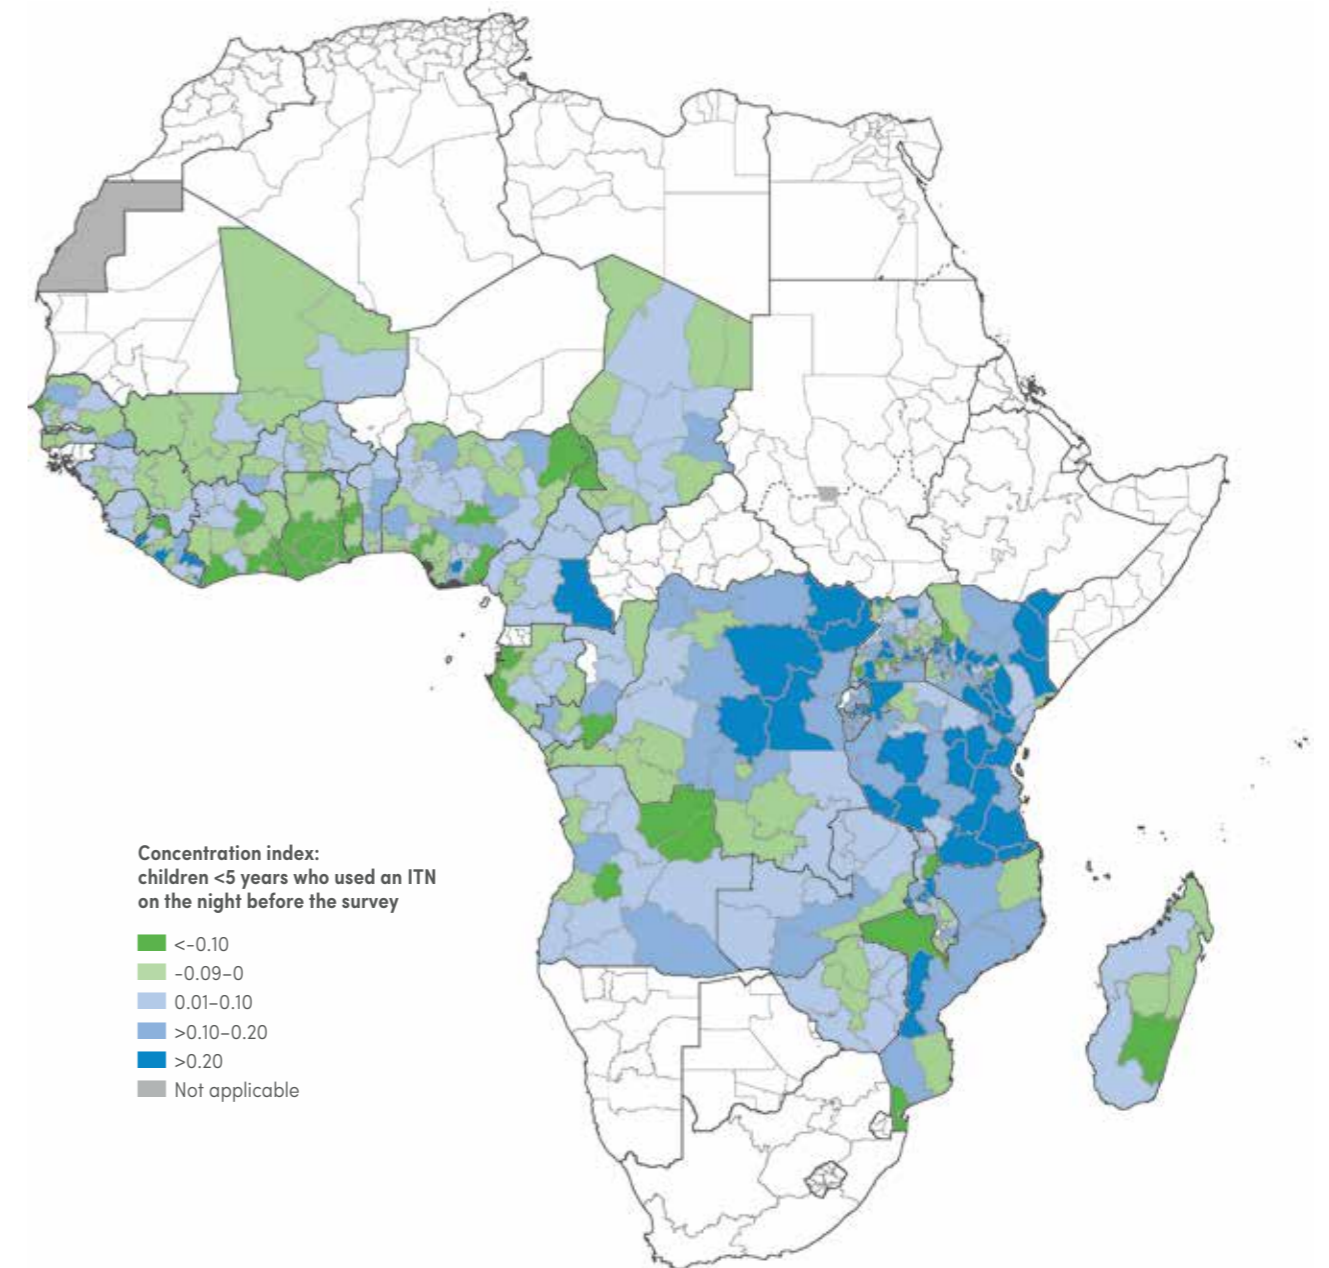 Concentration index:
children <5 years who used an ITN
on the night before the survey
<-0.10
-0.09–0
0.01–0.10
>0.10–0.20
>0.20
Not applicable